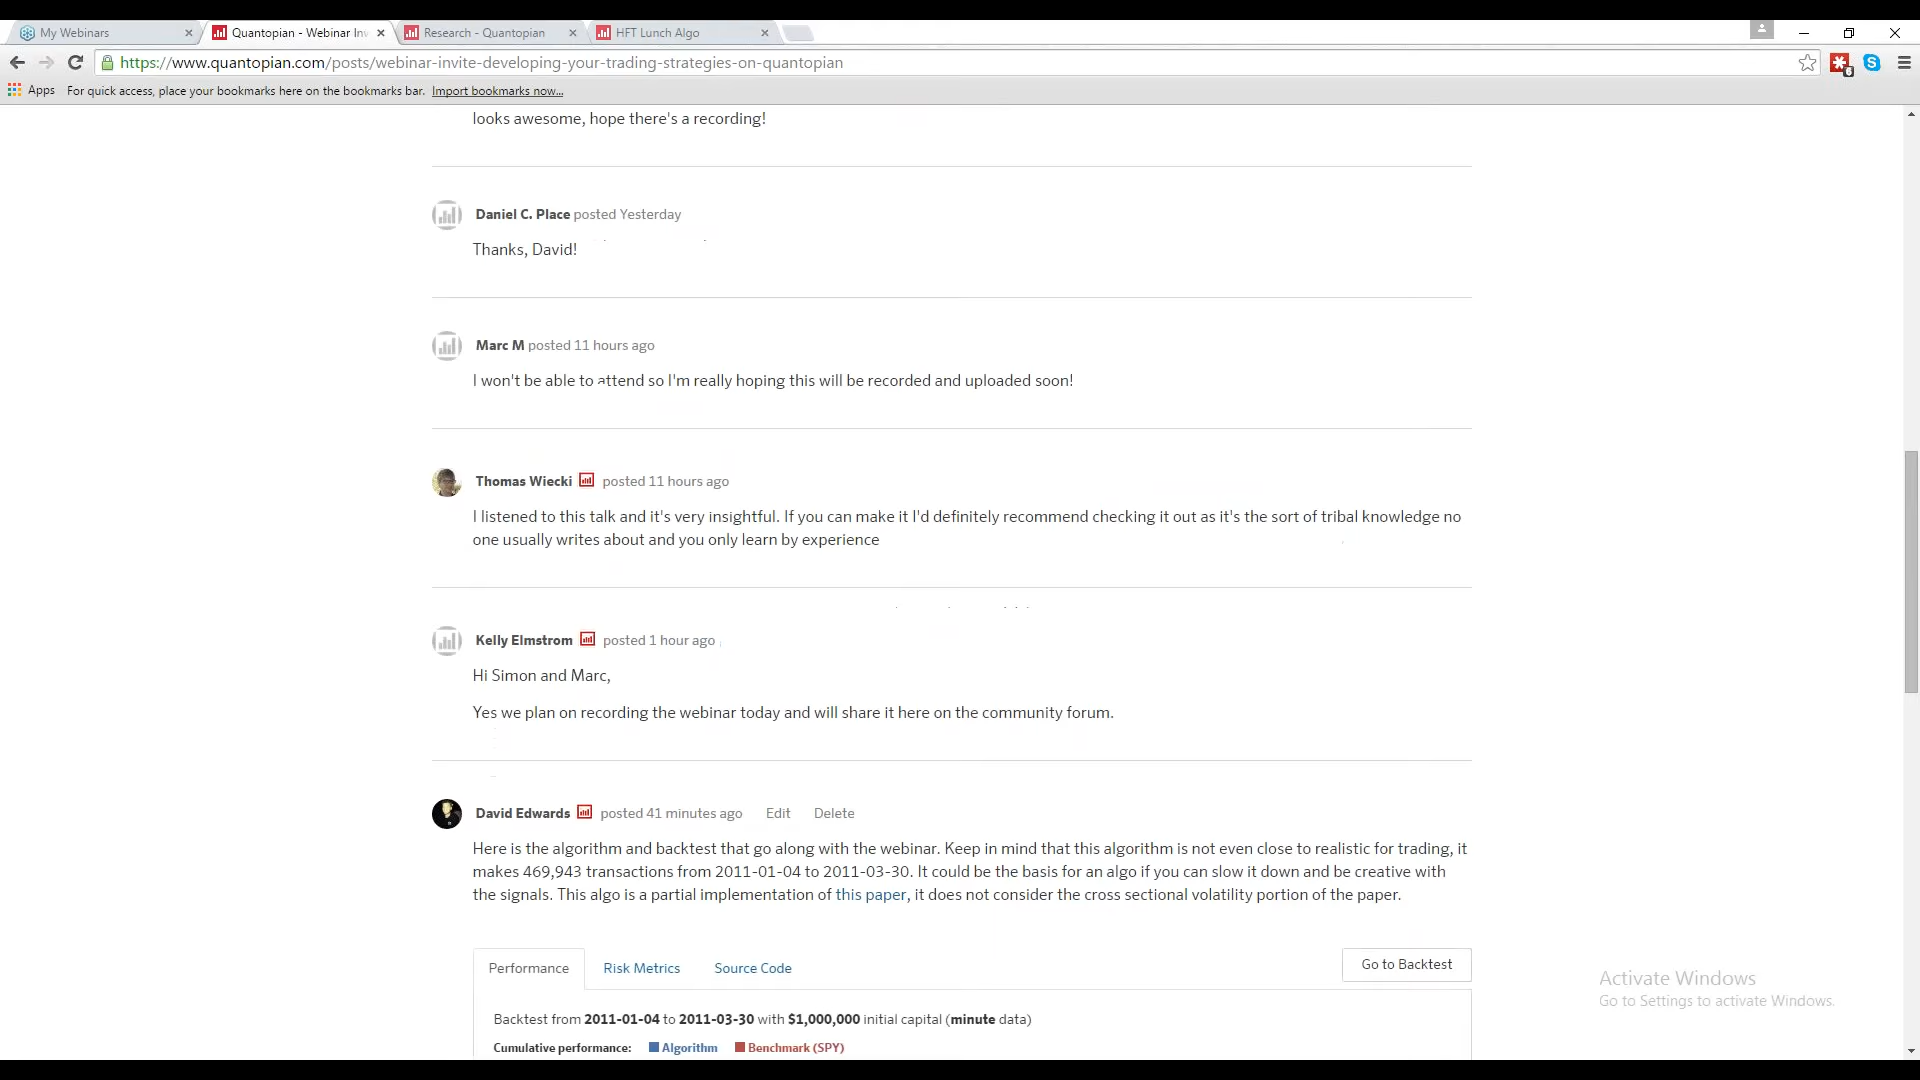 My Webinars
Quantopian - Webinar Inv
Research - Quantopian
HFT Lunch Algo
https://www.quantopian.com/posts/webinar-invite-developing-your-trading-strategies-on-quantopian
6
S
Apps For quick access, place your bookmarks here on the bookmarks bar. Import bookmarks now...
looks awesome, hope there's a recording!
Daniel C. Place posted Yesterday
Thanks, David!
Marc M posted 11 hours ago
I won't be able to attend so I'm really hoping this will be recorded and uploaded soon!
Thomas Wiecki posted 11 hours ago
I listened to this talk and it's very insightful. If you can make it I'd definitely recommend checking it out as it's the sort of tribal knowledge no
one usually writes about and you only learn by experience
Kelly Elmstrom posted 1 hour ago
Hi Simon and Marc,
Yes we plan on recording the webinar today and will share it here on the community forum.
David Edwards posted 41 minutes ago Edit Delete
Here is the algorithm and backtest that go along with the webinar. Keep in mind that this algorithm is not even close to realistic for trading, it
makes 469,943 transactions from 2011-01-04 to 2011-03-30. It could be the basis for an algo if you can slow it down and be creative with
the signals. This algo is a partial implementation of this paper, it does not consider the cross sectional volatility portion of the paper.
Performance Risk Metrics Source Code Go to Backtest
Backtest from 2011-01-04 to 2011-03-30 with $1,000,000 initial capital (minute data)
Cumulative performance: Algorithm Benchmark (SPY)
Activate Windows
Go to Settings to activate Windows.